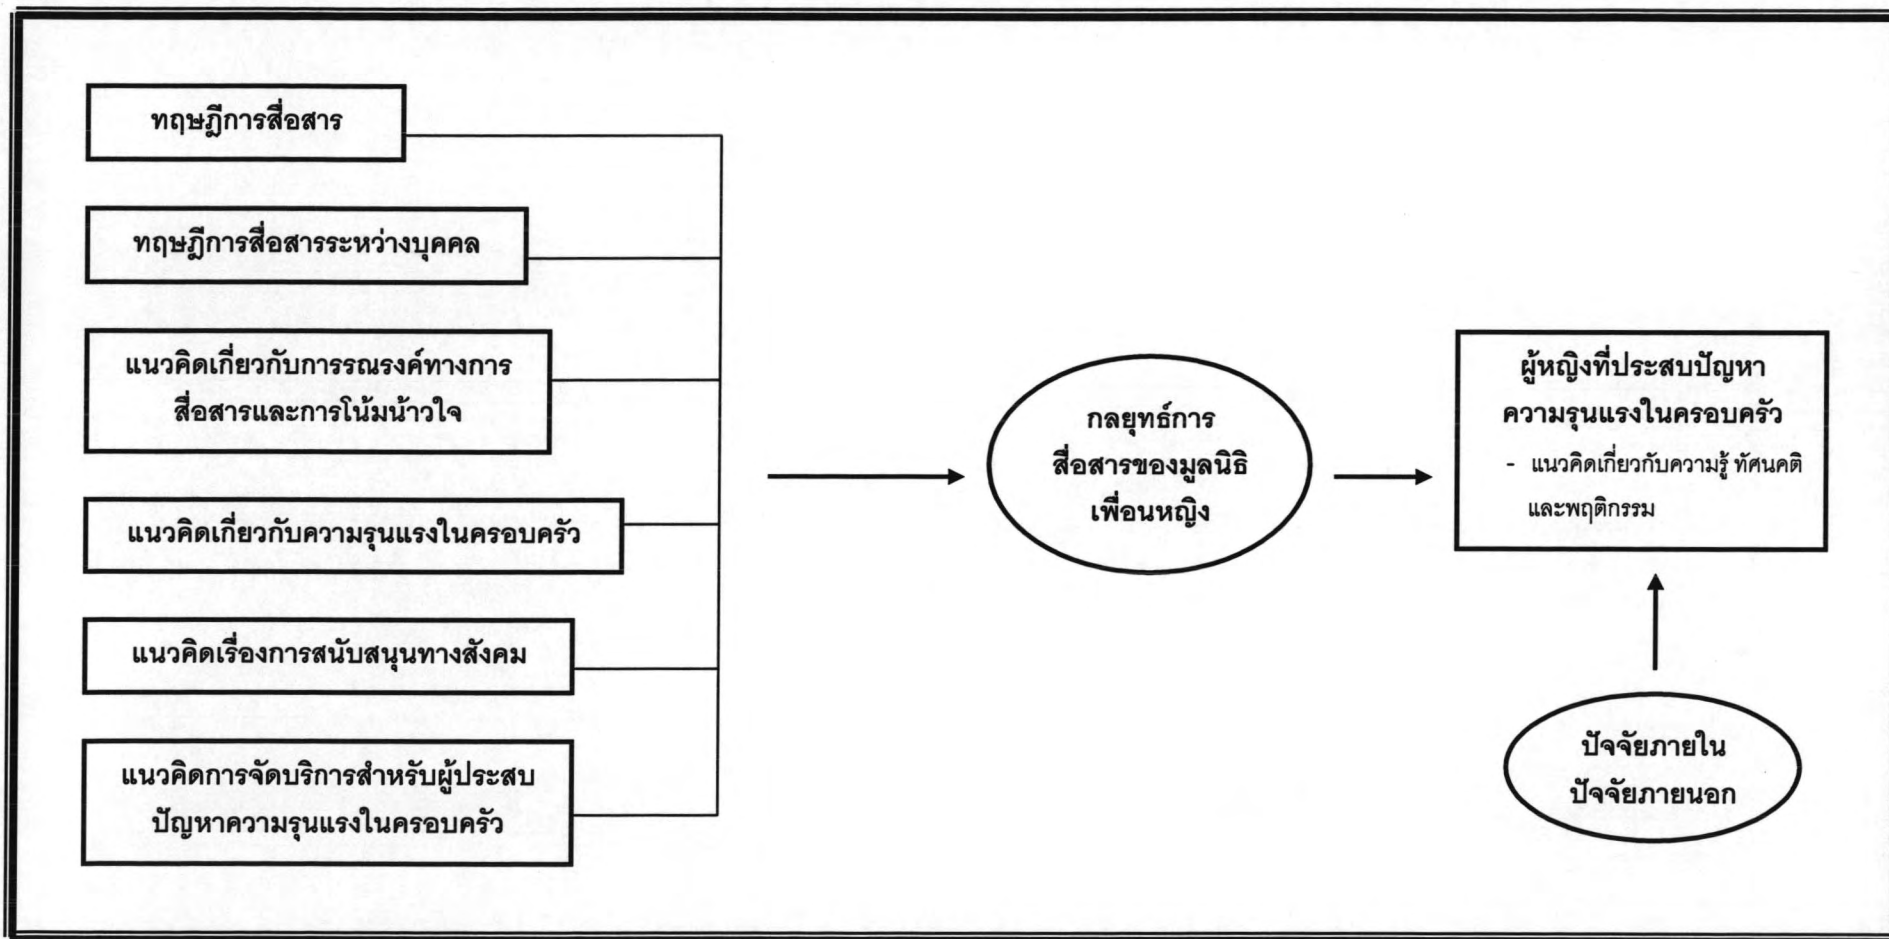 ทฤษฎีการสื่อสาร
ทฤษฎีการสื่อสารระหว่างบุคคล
แนวคิดเกี่ยวกับการรณรงค์ทางการ
สื่อสารและการโน้มน้าวใจ
แนวคิดเกี่ยวกับความรุนแรงในครอบครัว
แนวคิดเรื่องการสนับสนุนทางสังคม
แนวคิดการจัดบริการสำหรับผู้ประสบ
ปัญหาความรุนแรงในครอบครัว
กลยุทธ์การ
สื่อสารของมูลนิธิ
เพื่อนหญิง
ผู้หญิงที่ประสบปัญหา
ความรุนแรงในครอบครัว
- แนวคิดเกี่ยวกับความรู้ ทัศนคติ
และพฤติกรรม
ปัจจัยภายใน
ปัจจัยภายนอก